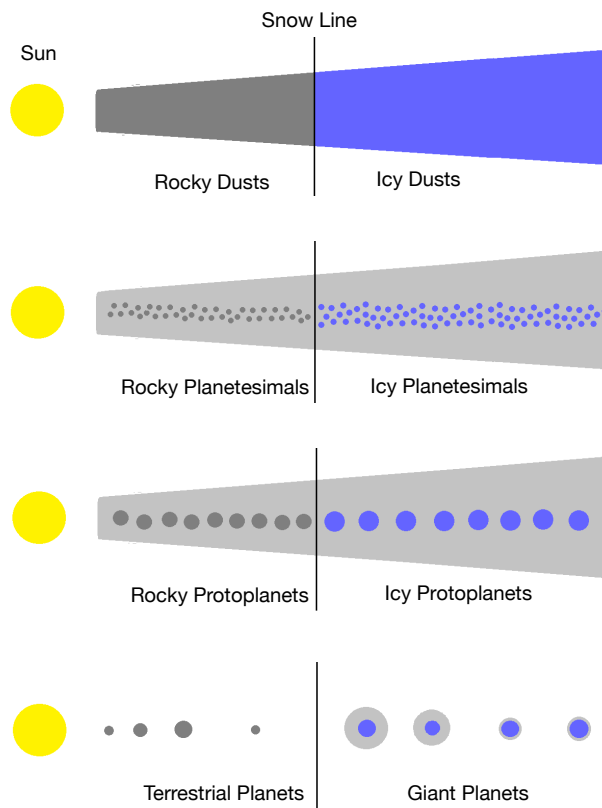 Snow Line
Sun
Rocky Dusts
Icy Dusts
Rocky Planetesimals
Icy Planetesimals
Rocky Protoplanets
Icy Protoplanets
Terrestrial Planets
Giant Planets